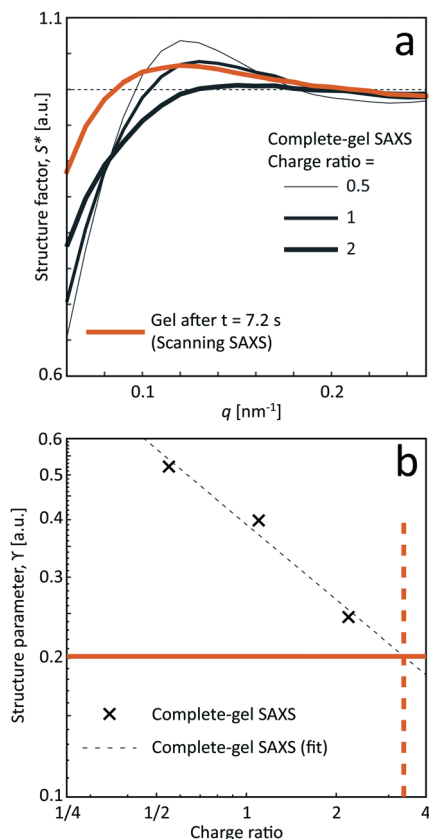 1.1
a
Structure factor, S* [a.u.]
Complete-gel SAXS
Charge ratio =
0.5
1
2
Gel after t = 7.2 s
(Scanning SAXS)
0.6
0.1
0.2
q [nm⁻¹]
0.6
b
0.5
0.4
0.3
0.2
0.1
Structure parameter, ϒ [a.u.]
Complete-gel SAXS
Complete-gel SAXS (fit)
1/4
1/2
1
2
4
Charge ratio